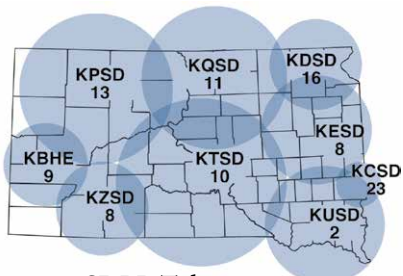 KPSD
13
KQSD
11
KDSD
16
KESD
8
KBHE
9
KTSD
10
KCSD
23
KZSD
8
KUSD
2